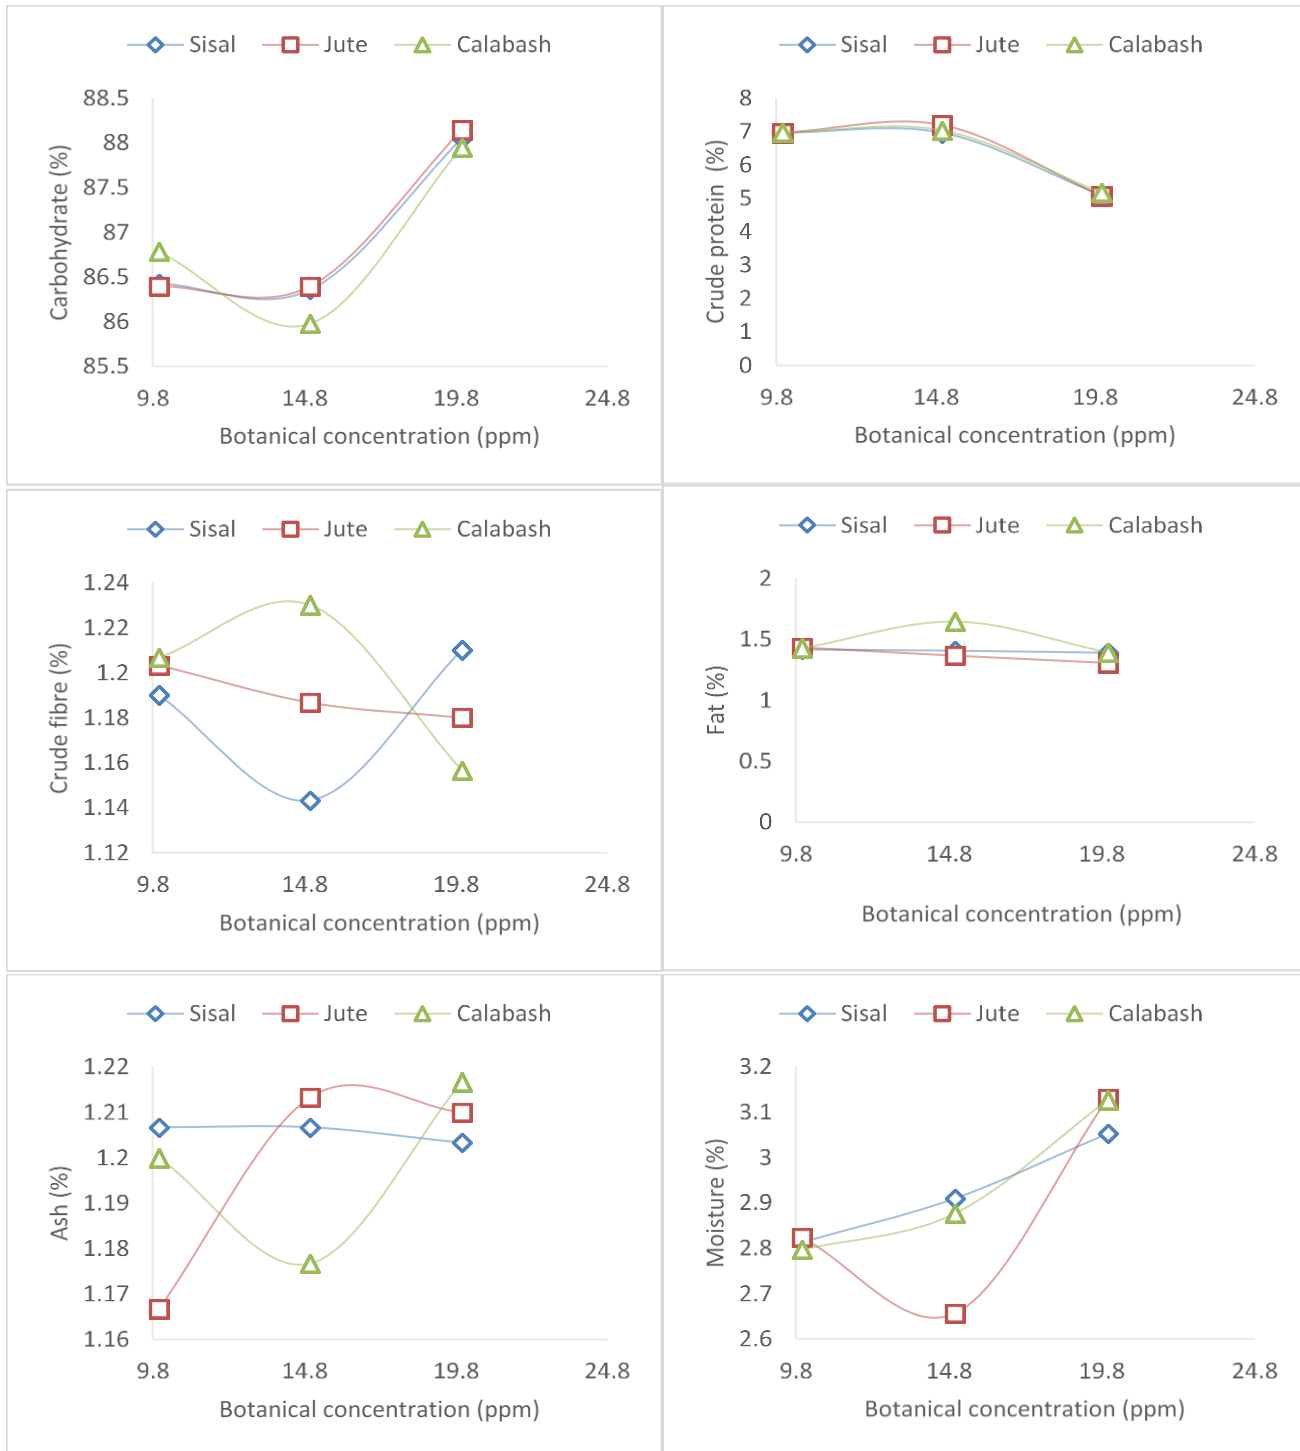 Sisal Jute Calabash
Carbohydrate (%)
88.5
88
87.5
87
86.5
86
85.5
9.8 14.8 19.8 24.8
Botanical concentration (ppm)
Sisal Jute Calabash
Crude protein (%)
8
7
6
5
4
3
2
1
0
9.8 14.8 19.8 24.8
Botanical concentration (ppm)
Sisal Jute Calabash
Crude fibre (%)
1.24
1.22
1.2
1.18
1.16
1.14
1.12
9.8 14.8 19.8 24.8
Botanical concentration (ppm)
Sisal Jute Calabash
Fat (%)
2
1.5
1
0.5
0
9.8 14.8 19.8 24.8
Botanical concentration (ppm)
Sisal Jute Calabash
Ash (%)
1.22
1.21
1.2
1.19
1.18
1.17
1.16
9.8 14.8 19.8 24.8
Botanical concentration (ppm)
Sisal Jute Calabash
Moisture (%)
3.2
3.1
3
2.9
2.8
2.7
2.6
9.8 14.8 19.8 24.8
Botanical concentration (ppm)